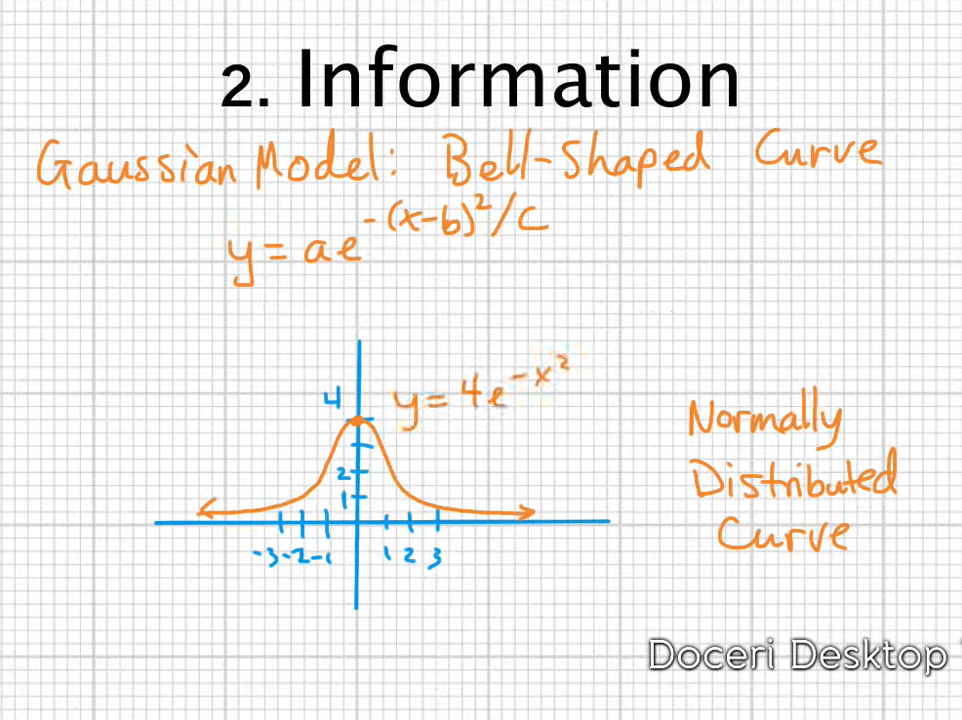 2. Information
Gaussian Model: Bell-Shaped Curve
y = ae^{-(x-b)^2/c}
4
y = 4e^{-x^2}
2
1
-3 -2 -1 1 2 3
Normally
Distributed
Curve
Doceri Desktop